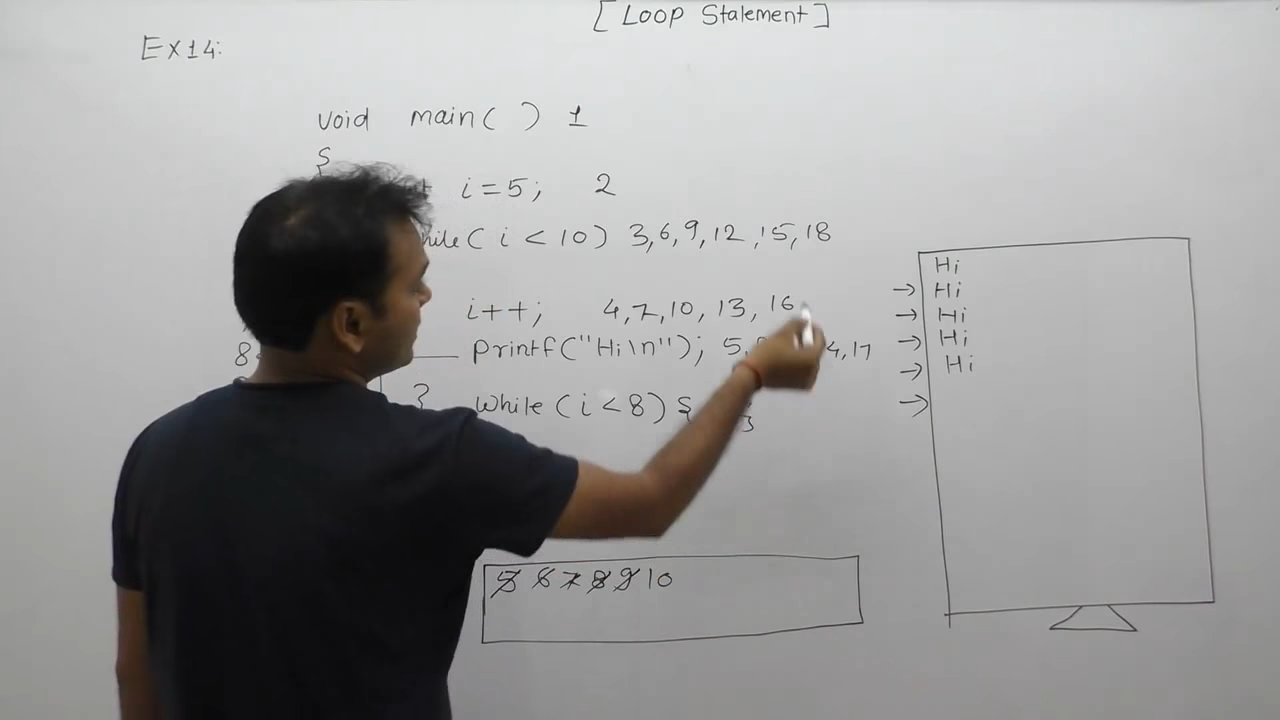 [Loop Statement]
Ex14:
void main( ) 1
{
i=5; 2
while( i < 10) 3,6,9,12,15,18
i++; 4,7,10,13,16
8
printf("Hi\n"); 5, 4,17
} while (i<8) {
}
5 6 7 8 9 10
Hi
→ Hi
→ Hi
→ Hi
→ Hi
→